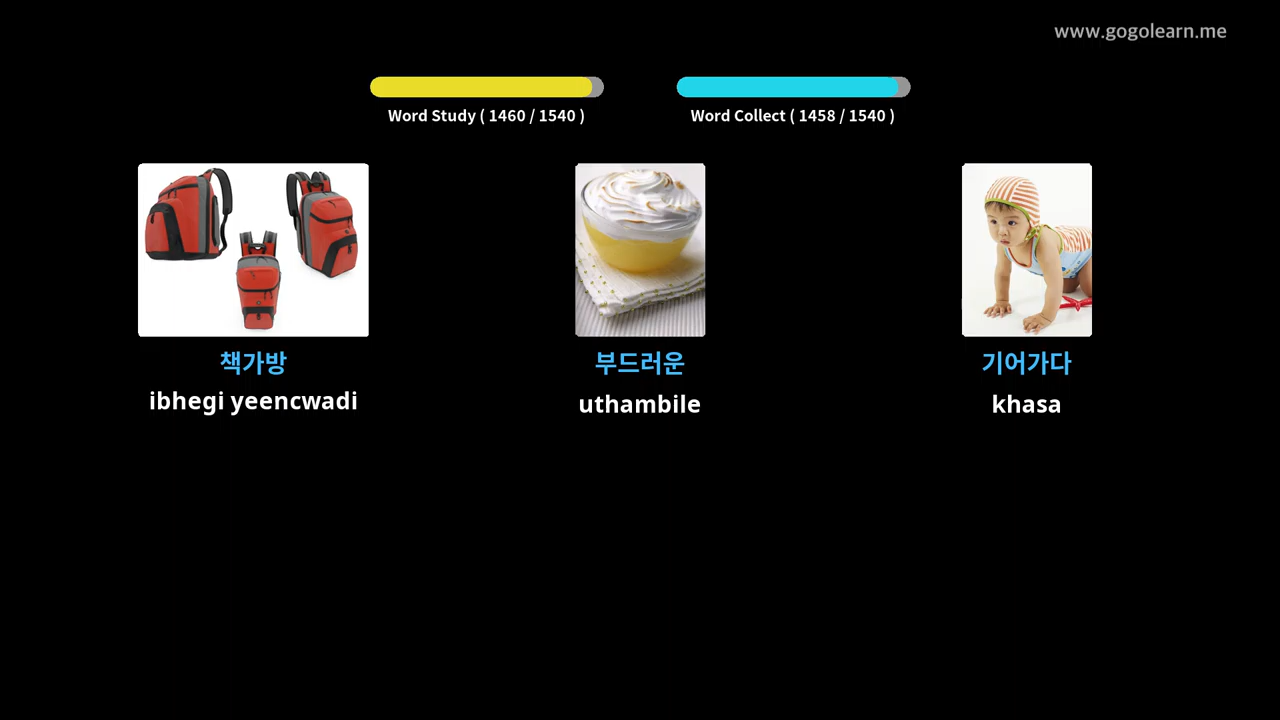 www.gogolearn.me
Word Study ( 1460 / 1540 )
Word Collect ( 1458 / 1540 )
책가방
ibhegi yeencwadi
부드러운
uthambile
기어가다
khasa